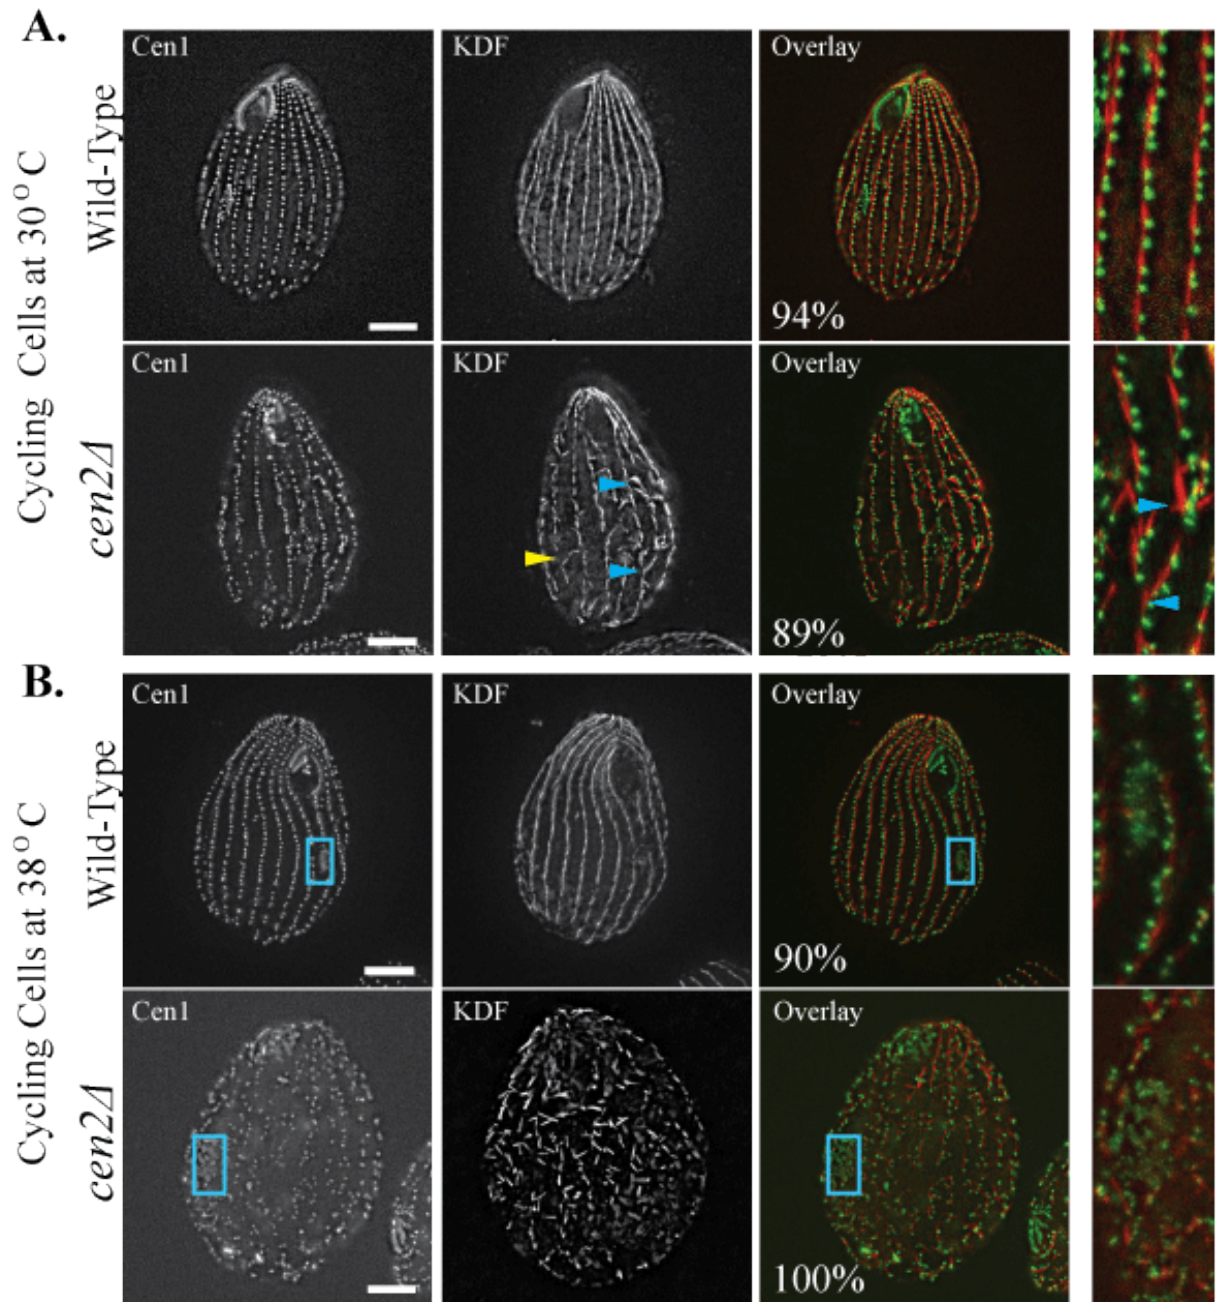 A.
Cycling Cells at 30° C
Wild-Type
Cen1
KDF
Overlay
94%
cen2Δ
Cen1
KDF
Overlay
89%
B.
Cycling Cells at 38° C
Wild-Type
Cen1
KDF
Overlay
90%
cen2Δ
Cen1
KDF
Overlay
100%